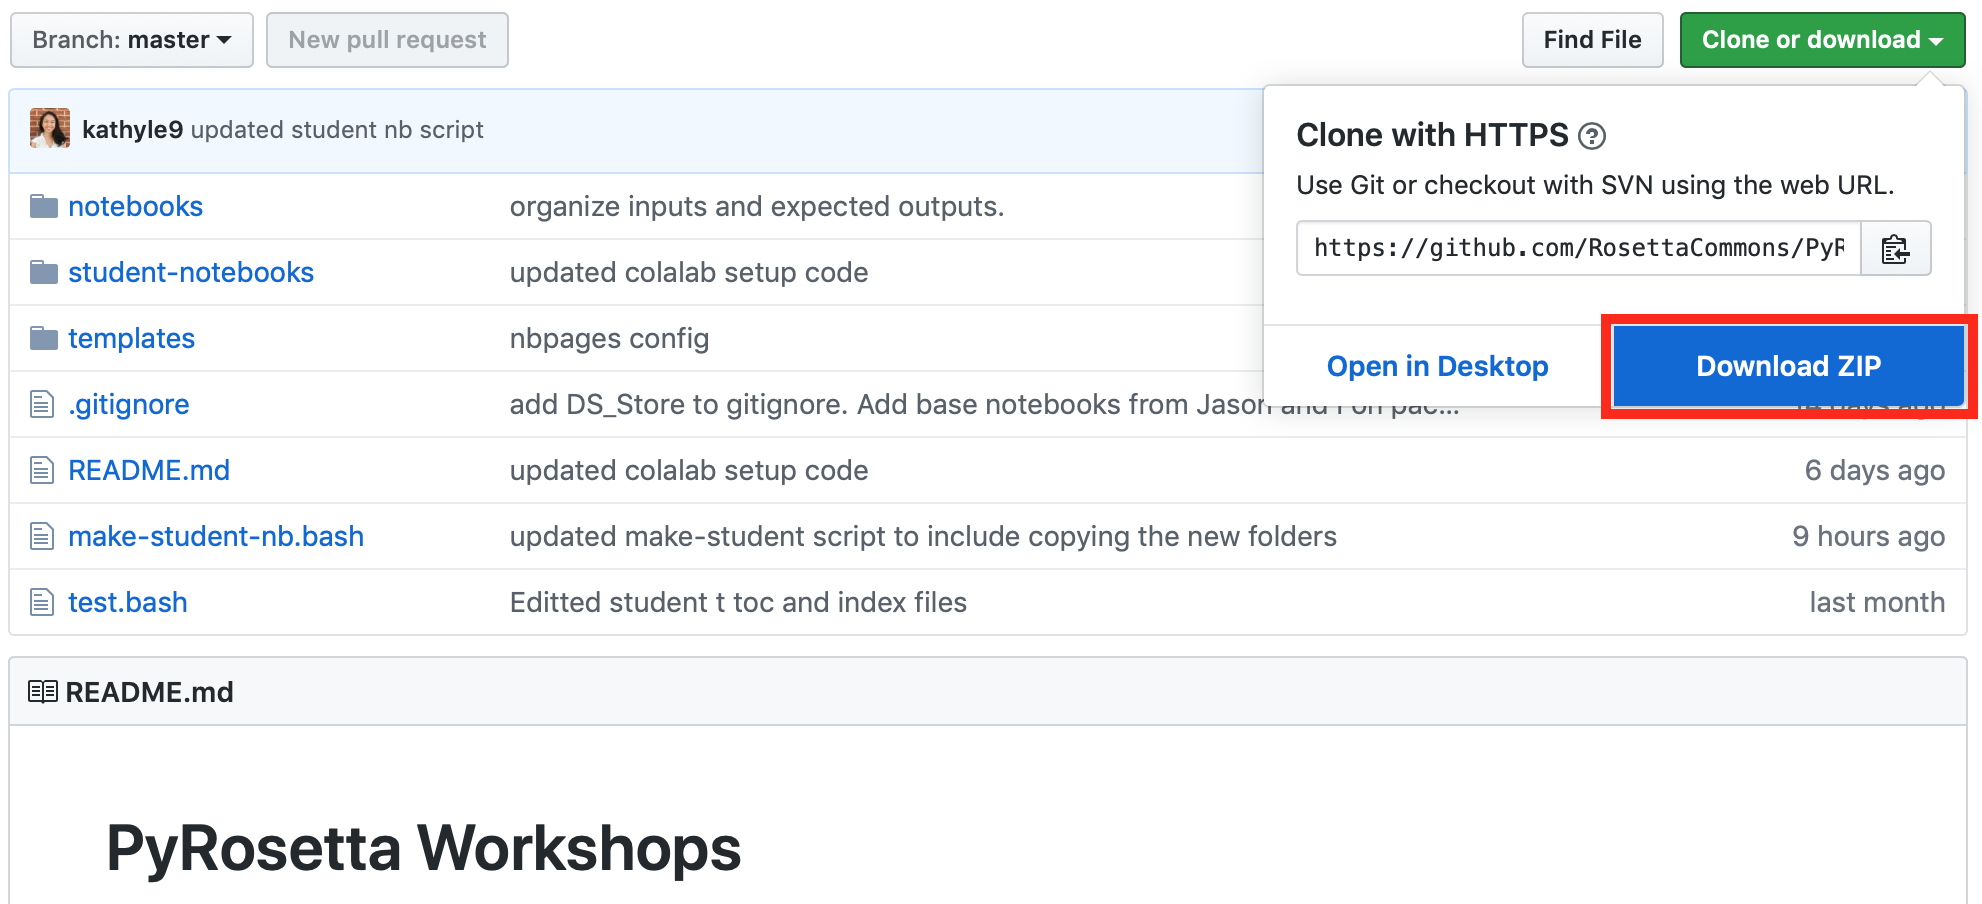 Branch: master New pull request Find File Clone or download
kathyle9 updated student nb script
Clone with HTTPS ?
Use Git or checkout with SVN using the web URL.
https://github.com/RosettaCommons/PyR
Open in Desktop Download ZIP
notebooks organize inputs and expected outputs.
student-notebooks updated colalab setup code
templates nbpages config
.gitignore add DS_Store to gitignore. Add base notebooks from Jason and I on pac... 14 days ago
README.md updated colalab setup code 6 days ago
make-student-nb.bash updated make-student script to include copying the new folders 9 hours ago
test.bash Editted student t toc and index files last month
README.md
PyRosetta Workshops